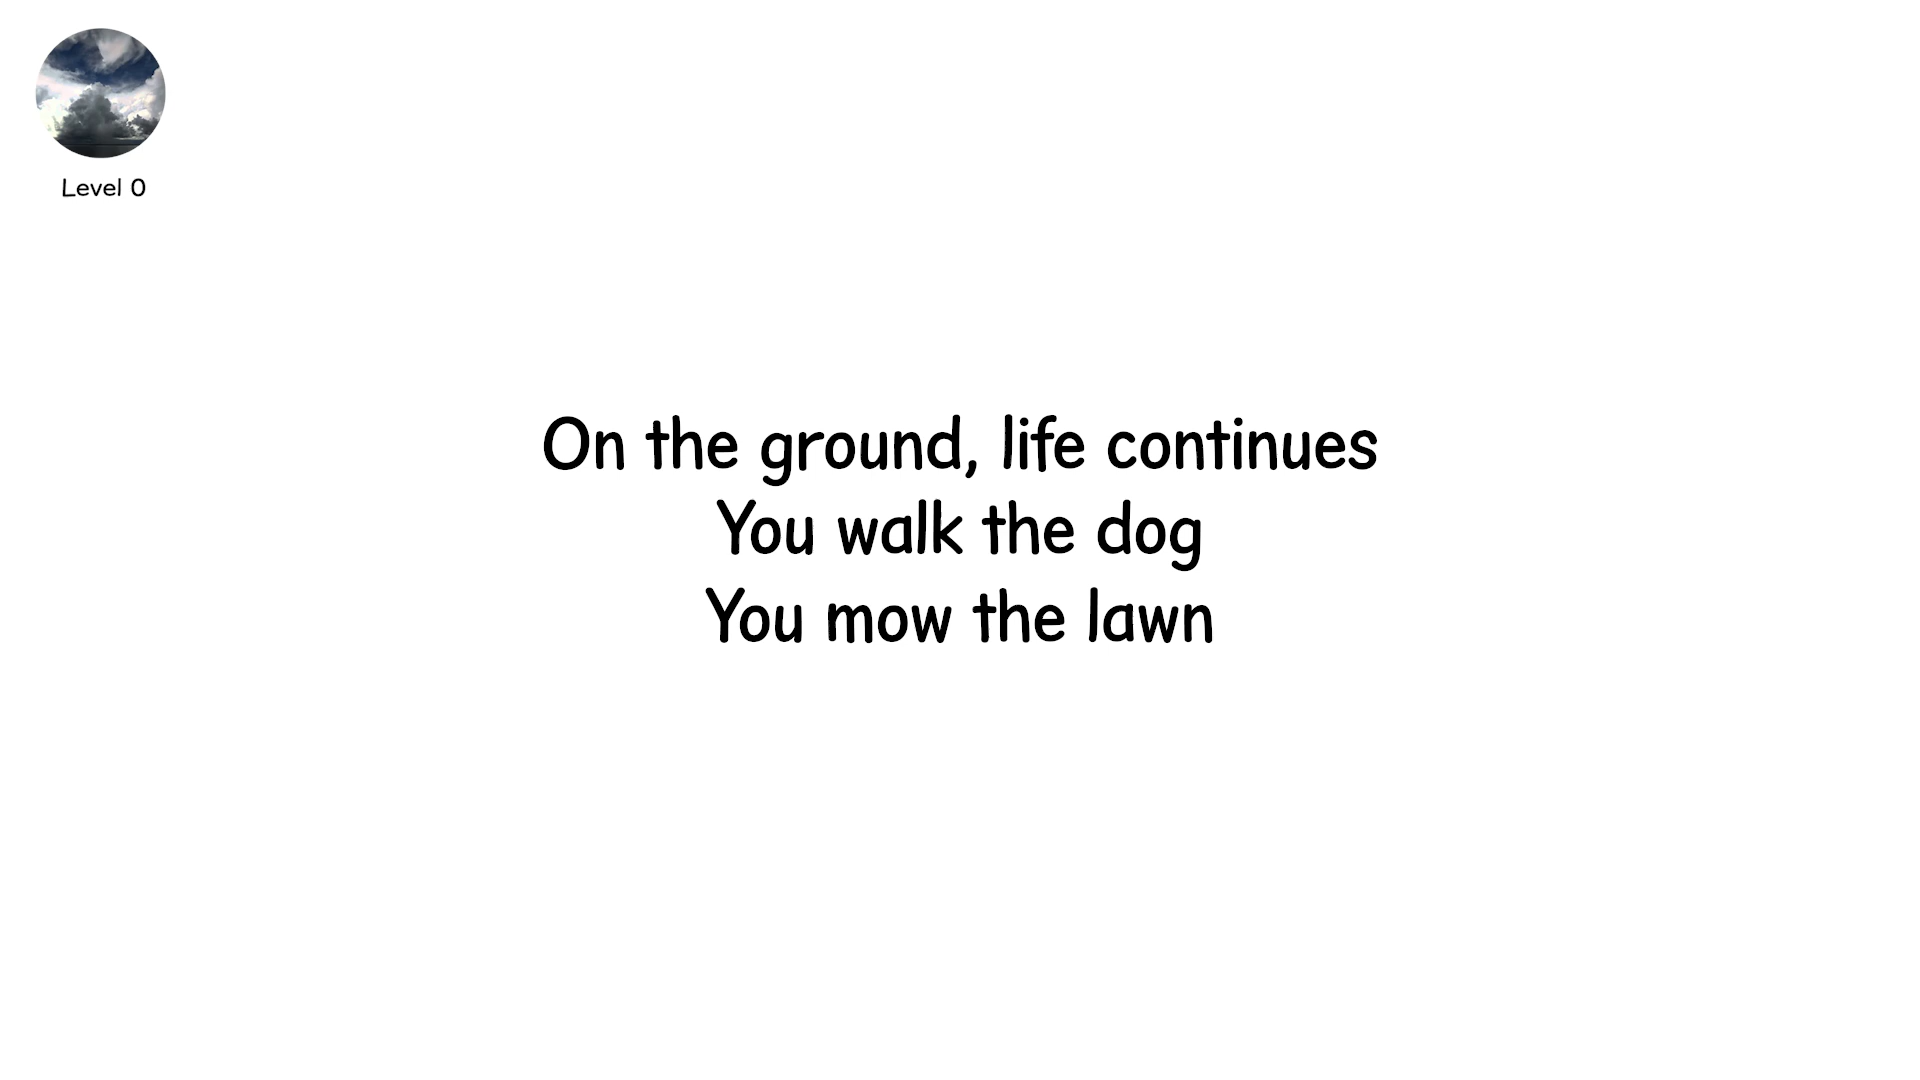 Level 0
On the ground, life continues
You walk the dog
You mow the lawn